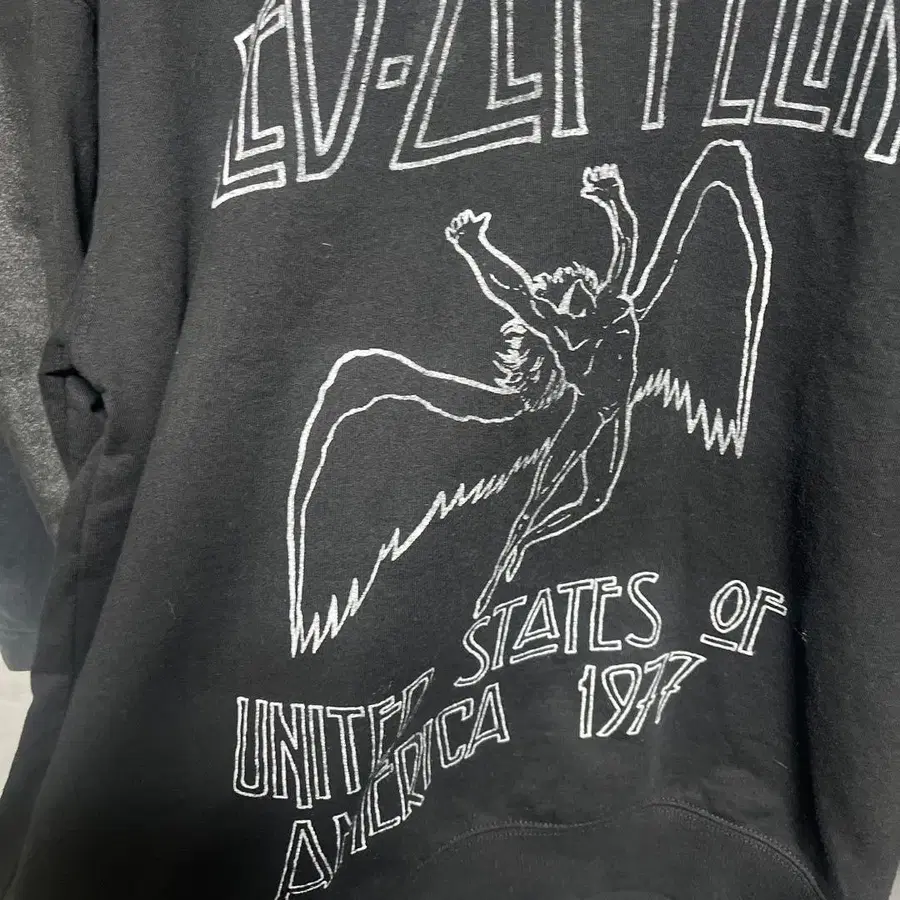 LED-ZEPPELIN
UNITED STATES OF
AMERICA 1977